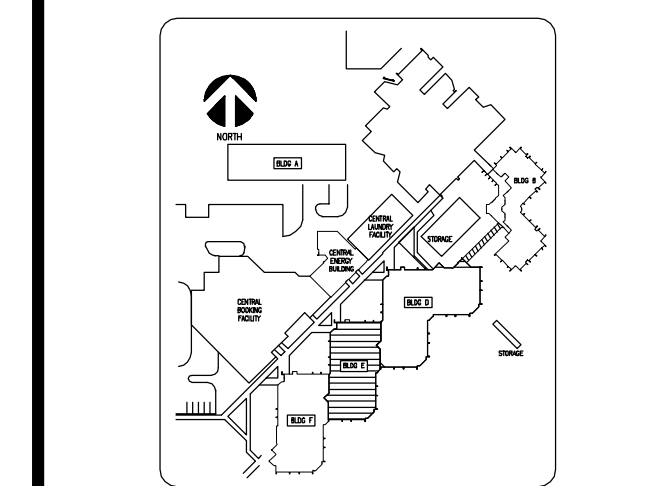 NORTH
BLDG A
BLDG B
CENTRAL
LAUNDRY
FACILITY
STORAGE
CENTRAL
ENERGY
BUILDING
CENTRAL
BOOKING
FACILITY
BLDG D
STORAGE
BLDG E
BLDG F